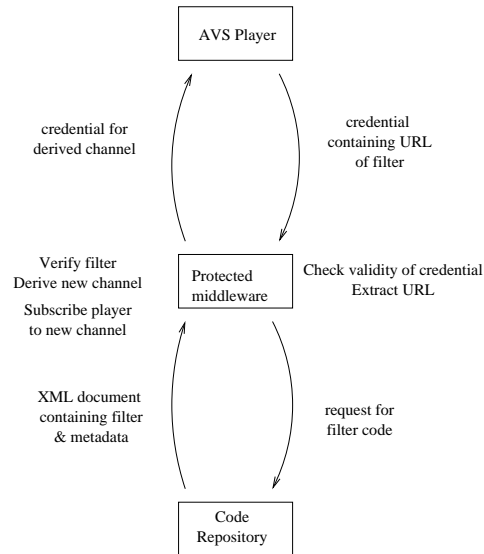 AVS Player
credential for
derived channel
credential
containing URL
of filter
Verify filter
Derive new channel
Subscribe player
to new channel
Protected
middleware
Check validity of credential
Extract URL
XML document
containing filter
& metadata
request for
filter code
Code
Repository